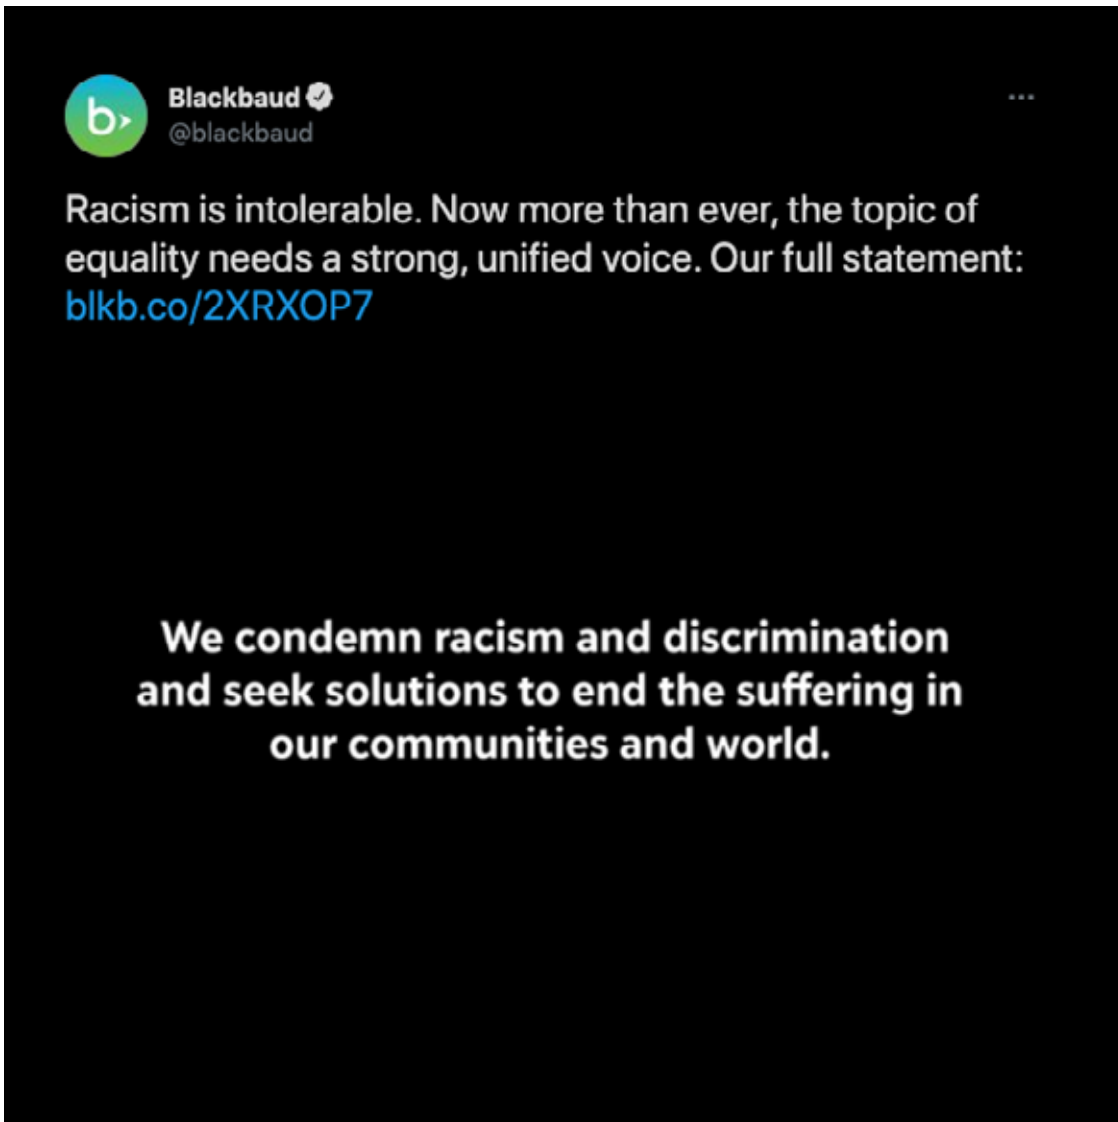 b
Blackbaud
@blackbaud
Racism is intolerable. Now more than ever, the topic of
equality needs a strong, unified voice. Our full statement:
blkb.co/2XRXOP7
We condemn racism and discrimination
and seek solutions to end the suffering in
our communities and world.